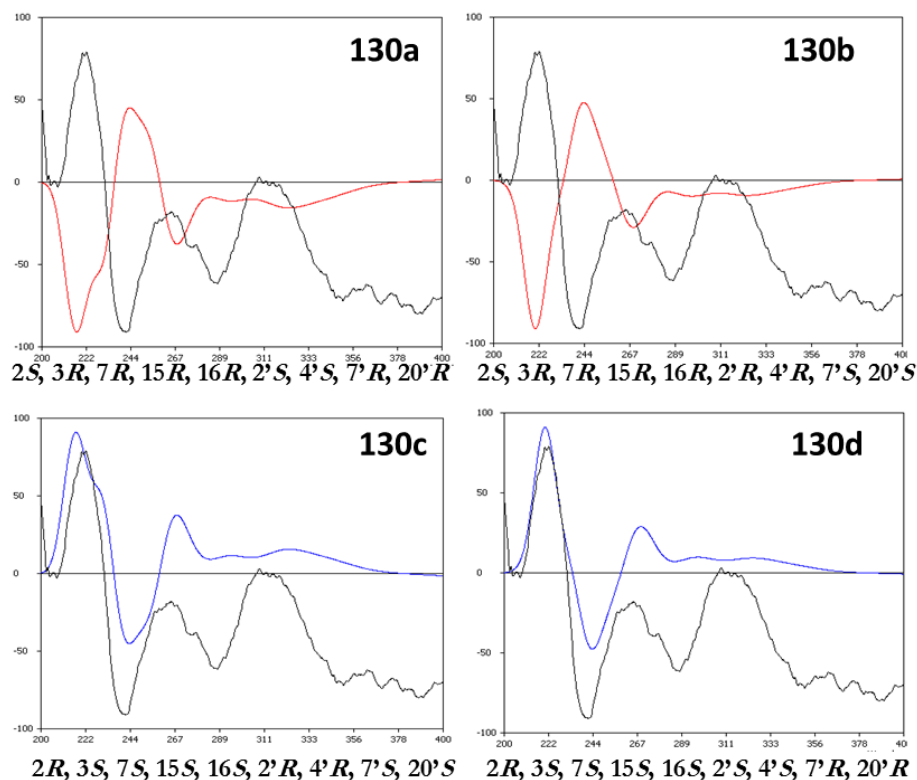 130a
100
50
0
-50
-100
200 222 244 267 289 311 333 356 378 400
2S, 3R, 7R, 15R, 16R, 2'S, 4'S, 7'R, 20'R
130b
100
50
0
-50
-100
200 222 244 267 289 311 333 356 378 400
2S, 3R, 7R, 15R, 16R, 2'R, 4'R, 7'S, 20'S
130c
100
50
0
-50
-100
200 222 244 267 289 311 333 356 378 400
2R, 3S, 7S, 15S, 16S, 2'R, 4'R, 7'S, 20'S
130d
100
50
0
-50
-100
200 222 244 267 289 311 333 356 378
2R, 3S, 7S, 15S, 16S, 2'S, 4'S, 7'R, 20'R